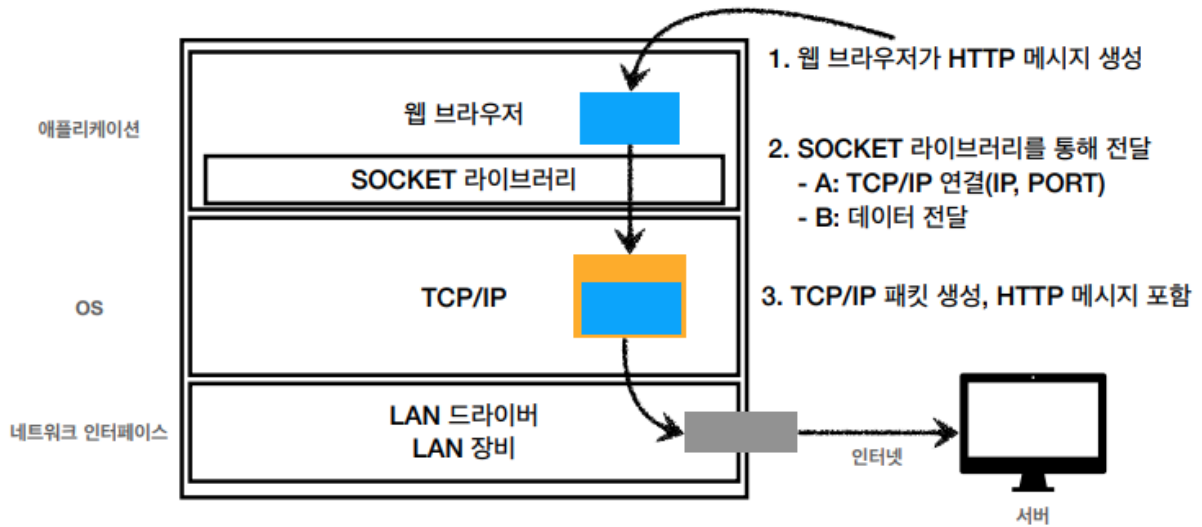 1. 웹 브라우저가 HTTP 메시지 생성
애플리케이션
웹 브라우저
SOCKET 라이브러리
2. SOCKET 라이브러리를 통해 전달
- A: TCP/IP 연결(IP, PORT)
- B: 데이터 전달
OS
TCP/IP
3. TCP/IP 패킷 생성, HTTP 메시지 포함
네트워크 인터페이스
LAN 드라이버
LAN 장비
인터넷
서버